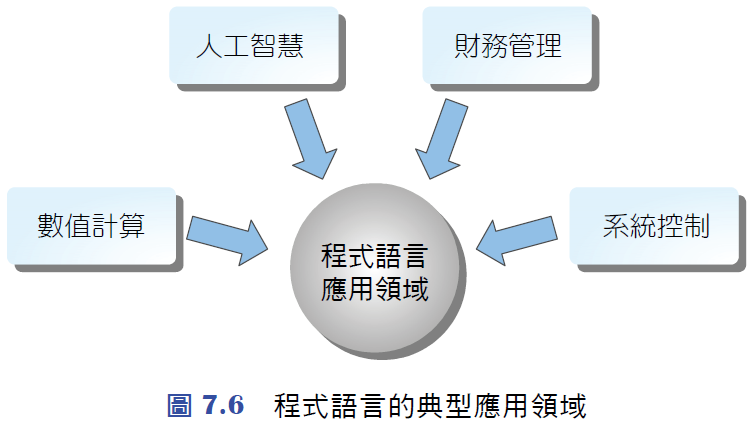 人工智慧
財務管理
數值計算
系統控制
程式語言
應用領域
圖 7.6 程式語言的典型應用領域